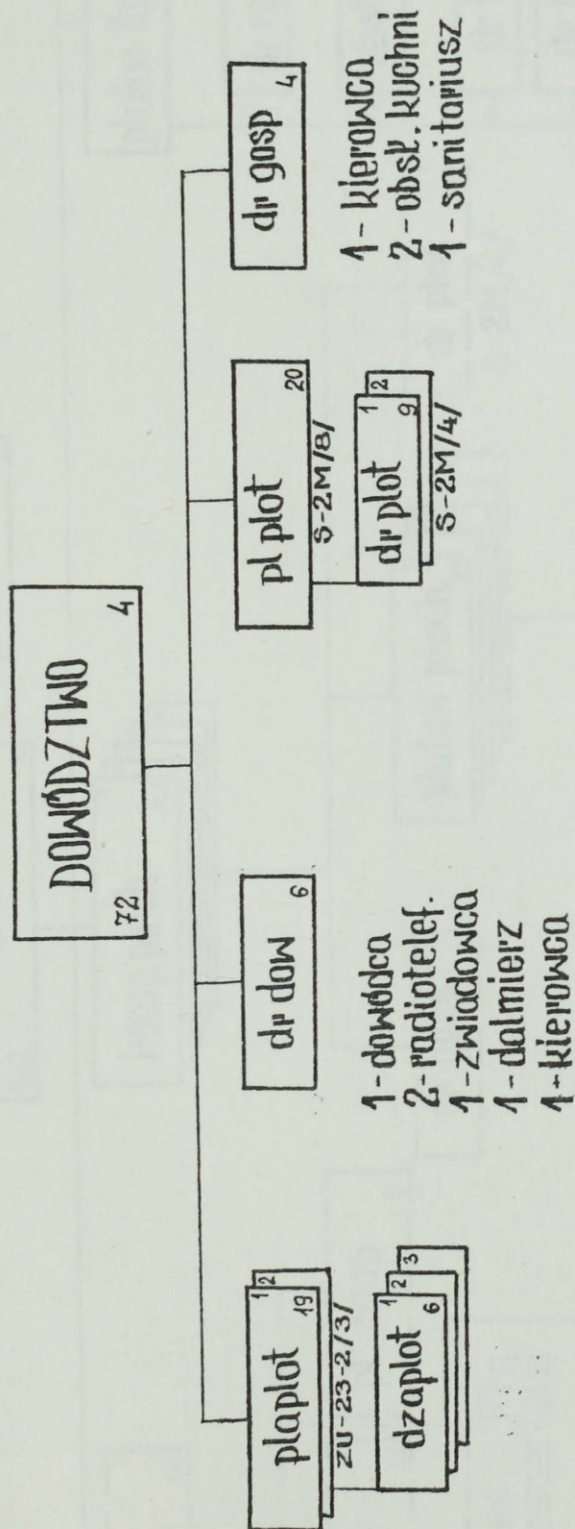 DOWÓDZTWO
72
4
plaplot
1
2
19
ZU-23-2/3/
dzaplot
1
2
3
6
dr dow
6
1- dowódca
2- radiotelef.
1- zwiadowca
1- dalmierz
1- kierowca
pl plot
20
S-2M/8/
dr plot
1
2
9
S-2M/4/
dr gosp
4
1- kierowca
2- obsł. kuchni
1- sanitariusz